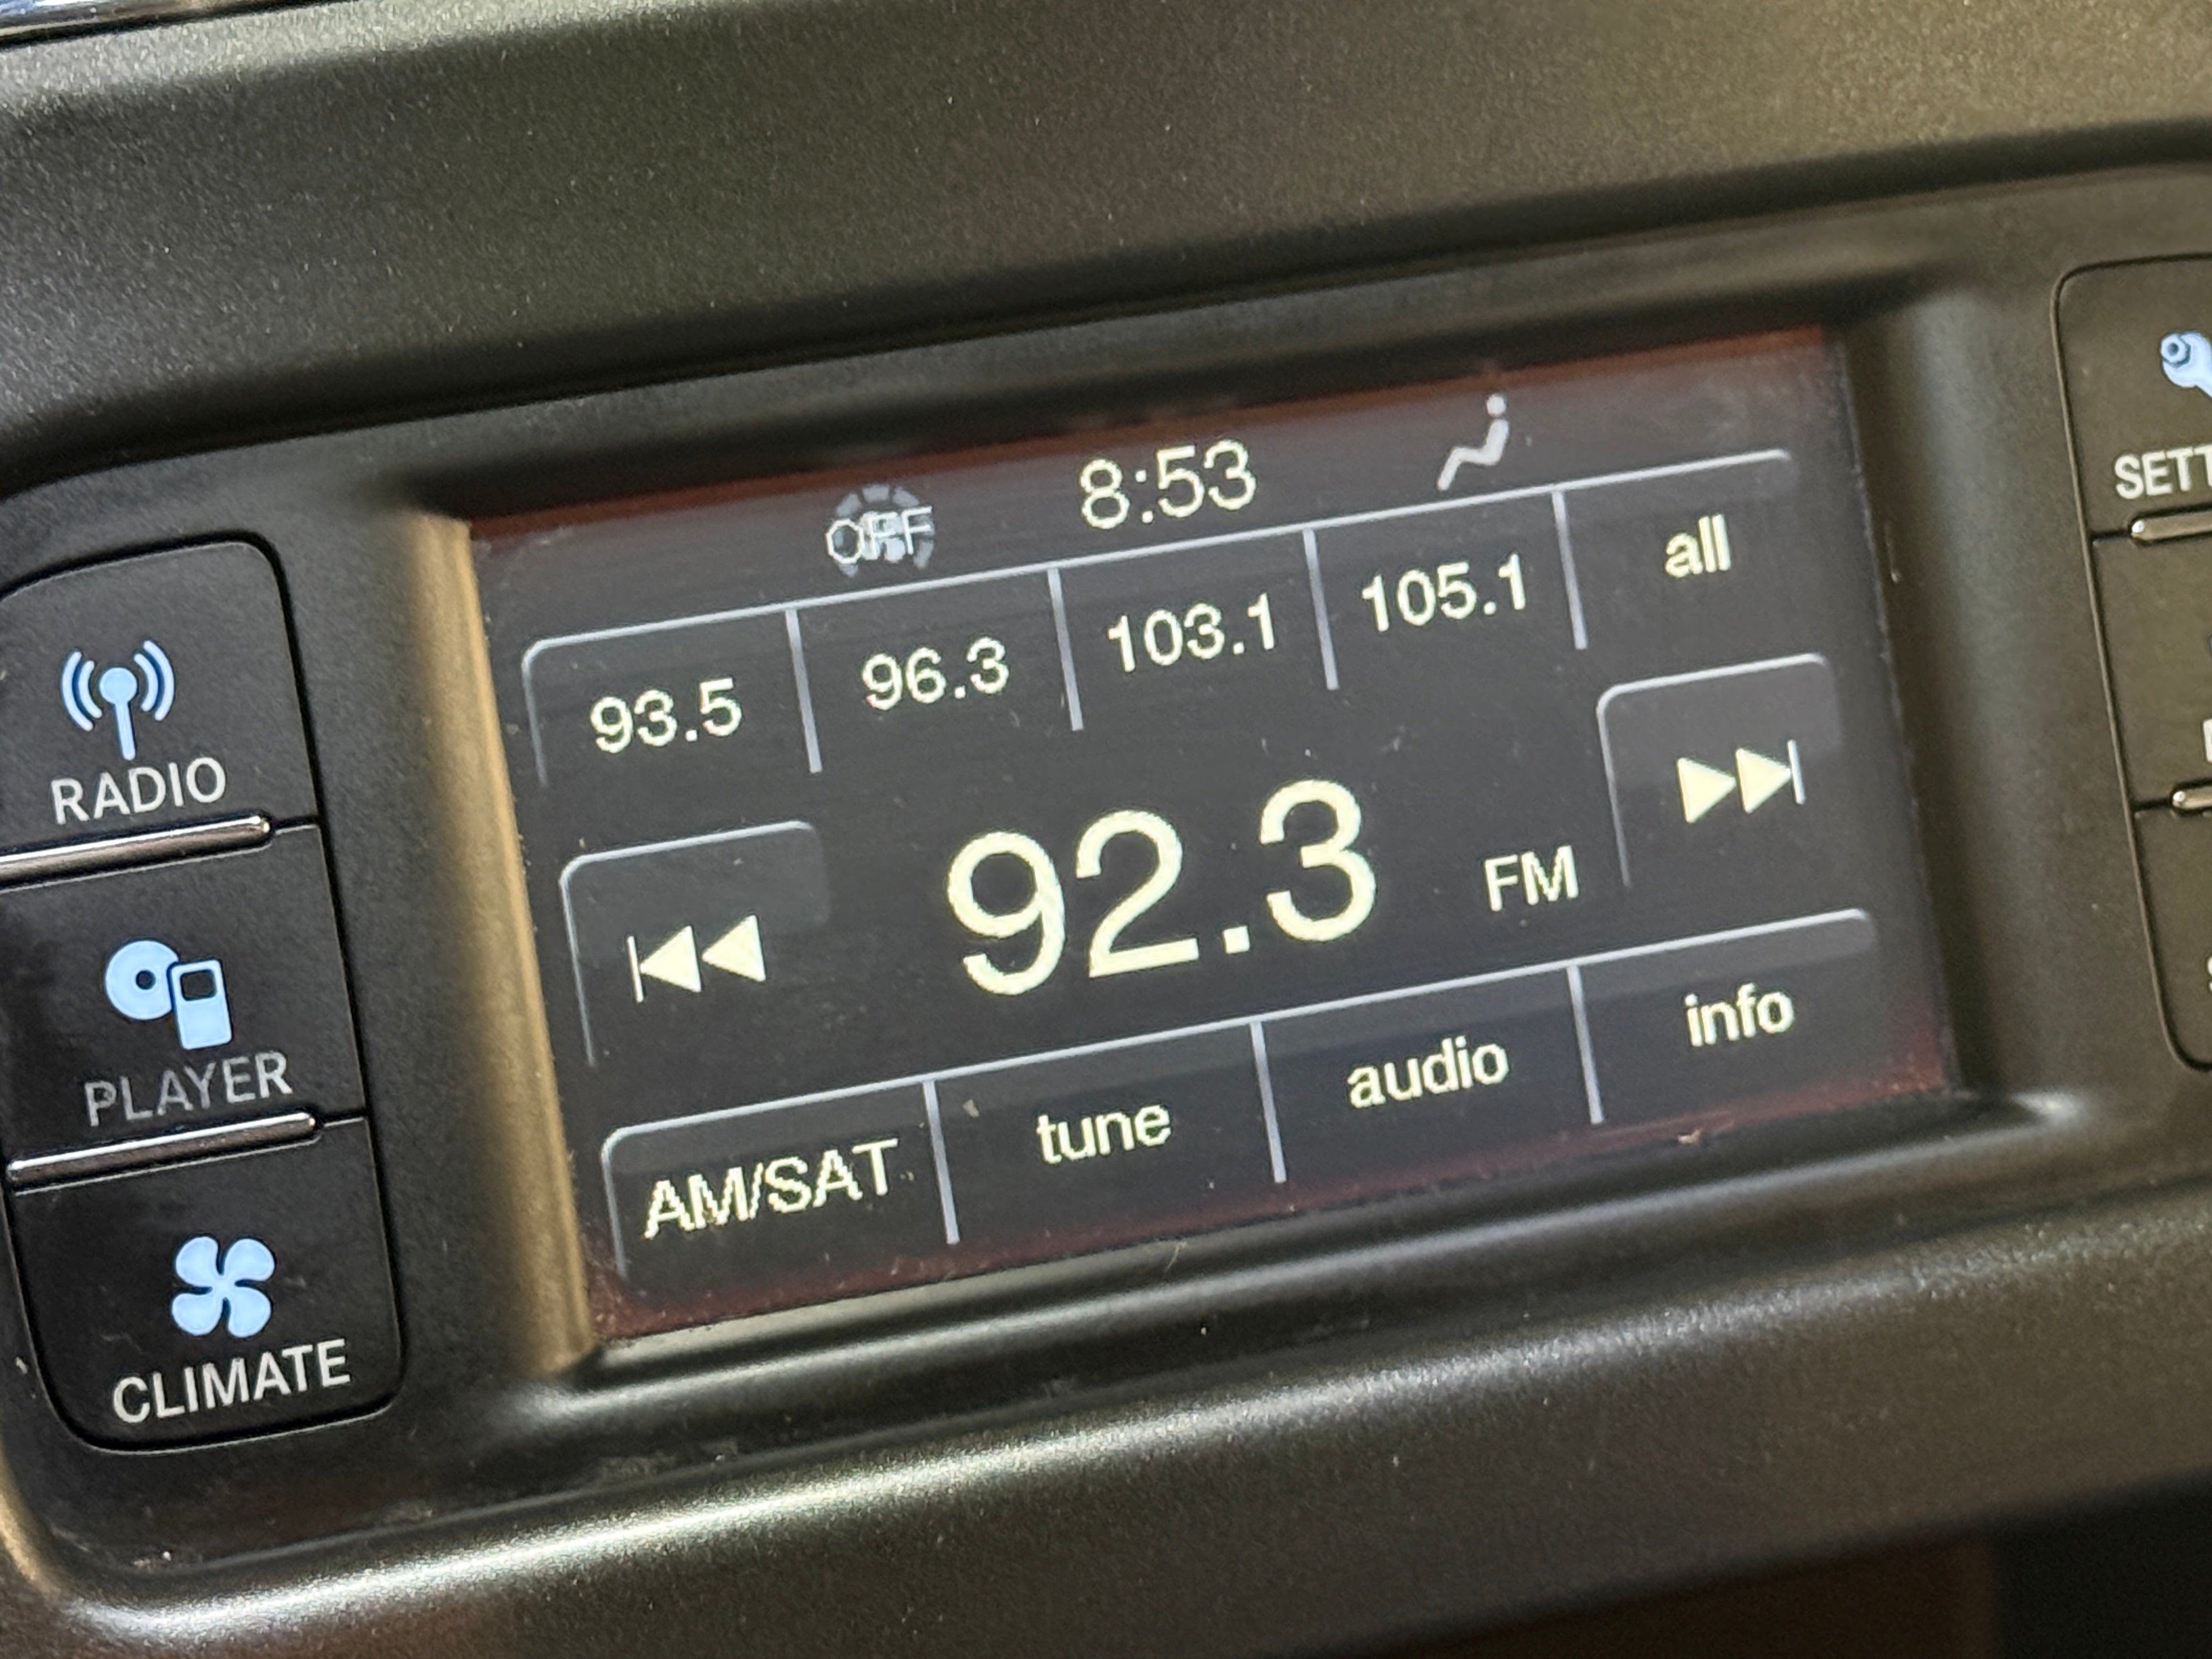 OFF 8:53
93.5 96.3 103.1 105.1 all
92.3 FM
AM/SAT tune audio info
RADIO
PLAYER
CLIMATE
SETT